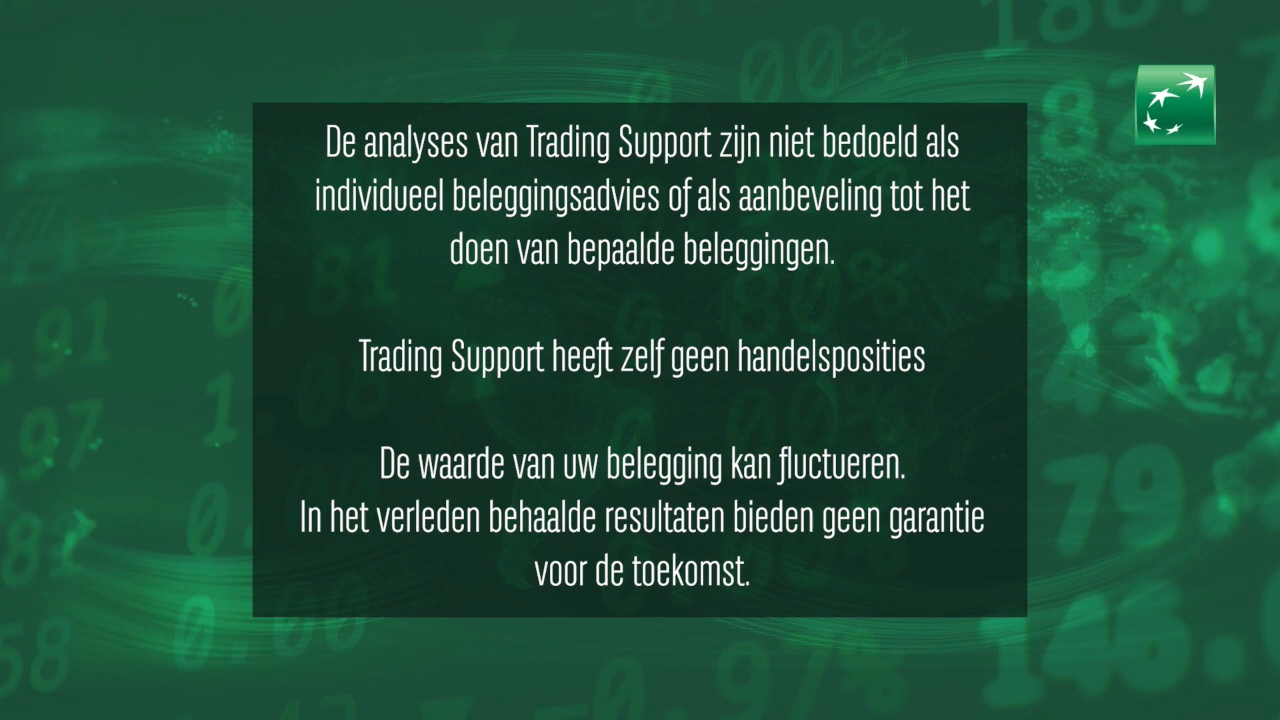 De analyses van Trading Support zijn niet bedoeld als
individueel beleggingsadvies of als aanbeveling tot het
doen van bepaalde beleggingen.
Trading Support heeft zelf geen handelsposities
De waarde van uw belegging kan fluctueren.
In het verleden behaalde resultaten bieden geen garantie
voor de toekomst.